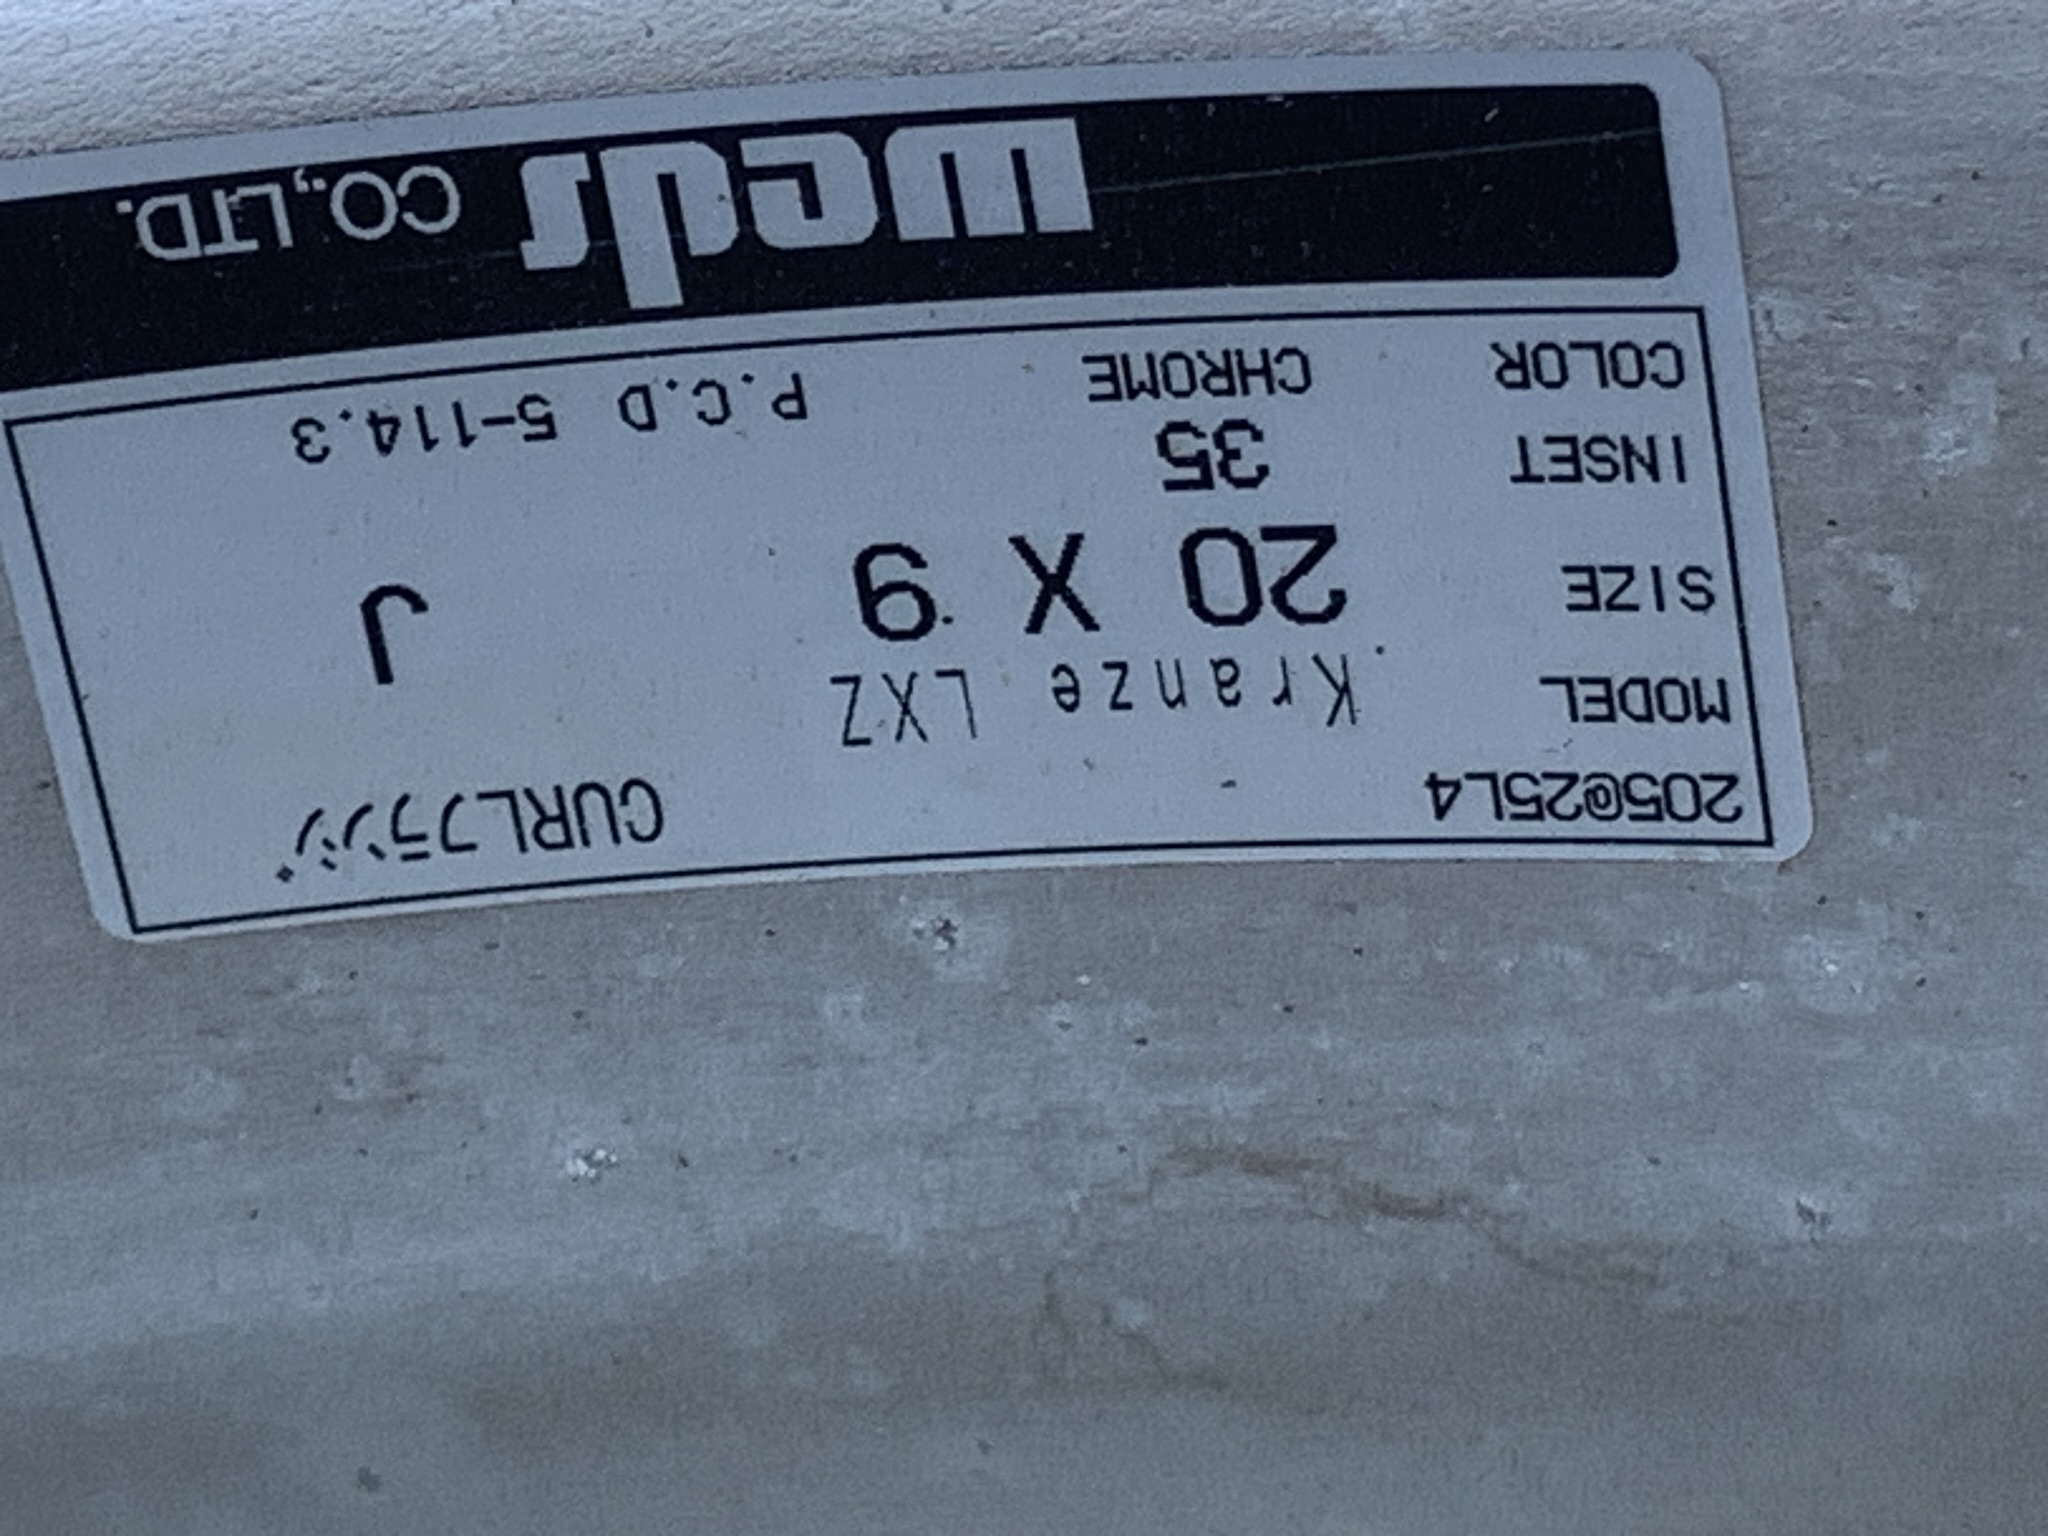 205@25L4 CURLフランジ
MODEL Kranze LXZ
SIZE 20 X 9 J
INSET 35
COLOR CHROME P.C.D 5-114.3
weds CO.,LTD.